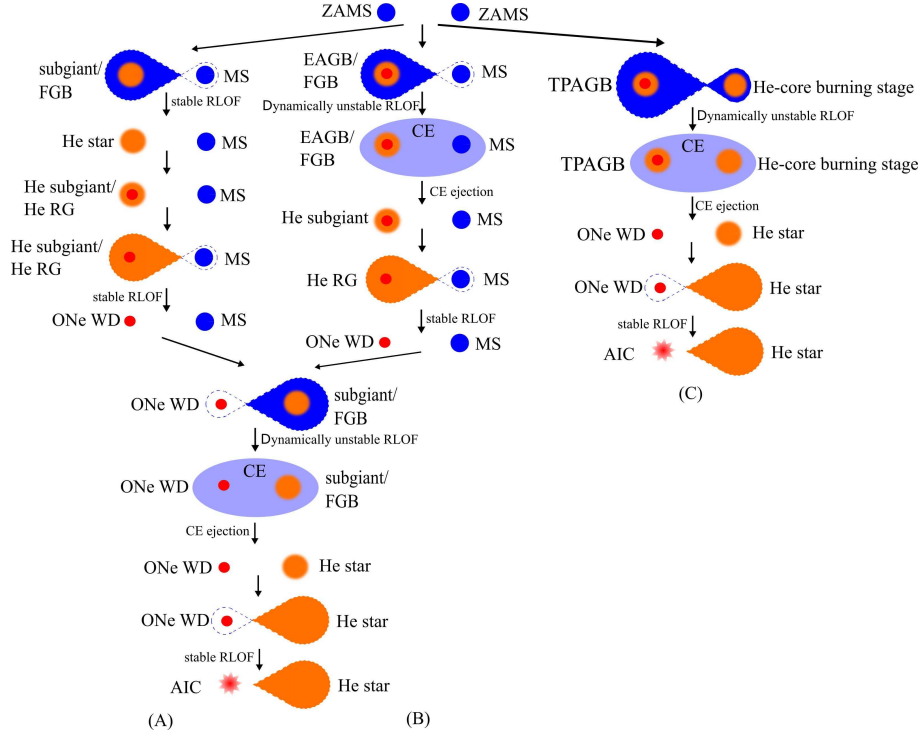 ZAMS
ZAMS
subgiant/
FGB
MS
stable RLOF
He star
MS
He subgiant/
He RG
MS
He subgiant/
He RG
MS
stable RLOF
ONe WD
MS
EAGB/
FGB
MS
Dynamically unstable RLOF
EAGB/
FGB
CE
MS
CE ejection
He subgiant
MS
He RG
MS
stable RLOF
ONe WD
MS
TPAGB
He-core burning stage
Dynamically unstable RLOF
CE
TPAGB
He-core burning stage
CE ejection
ONe WD
He star
ONe WD
He star
stable RLOF
AIC
He star
(C)
ONe WD
subgiant/
FGB
Dynamically unstable RLOF
CE
ONe WD
subgiant/
FGB
CE ejection
ONe WD
He star
ONe WD
He star
stable RLOF
AIC
He star
(A)
(B)